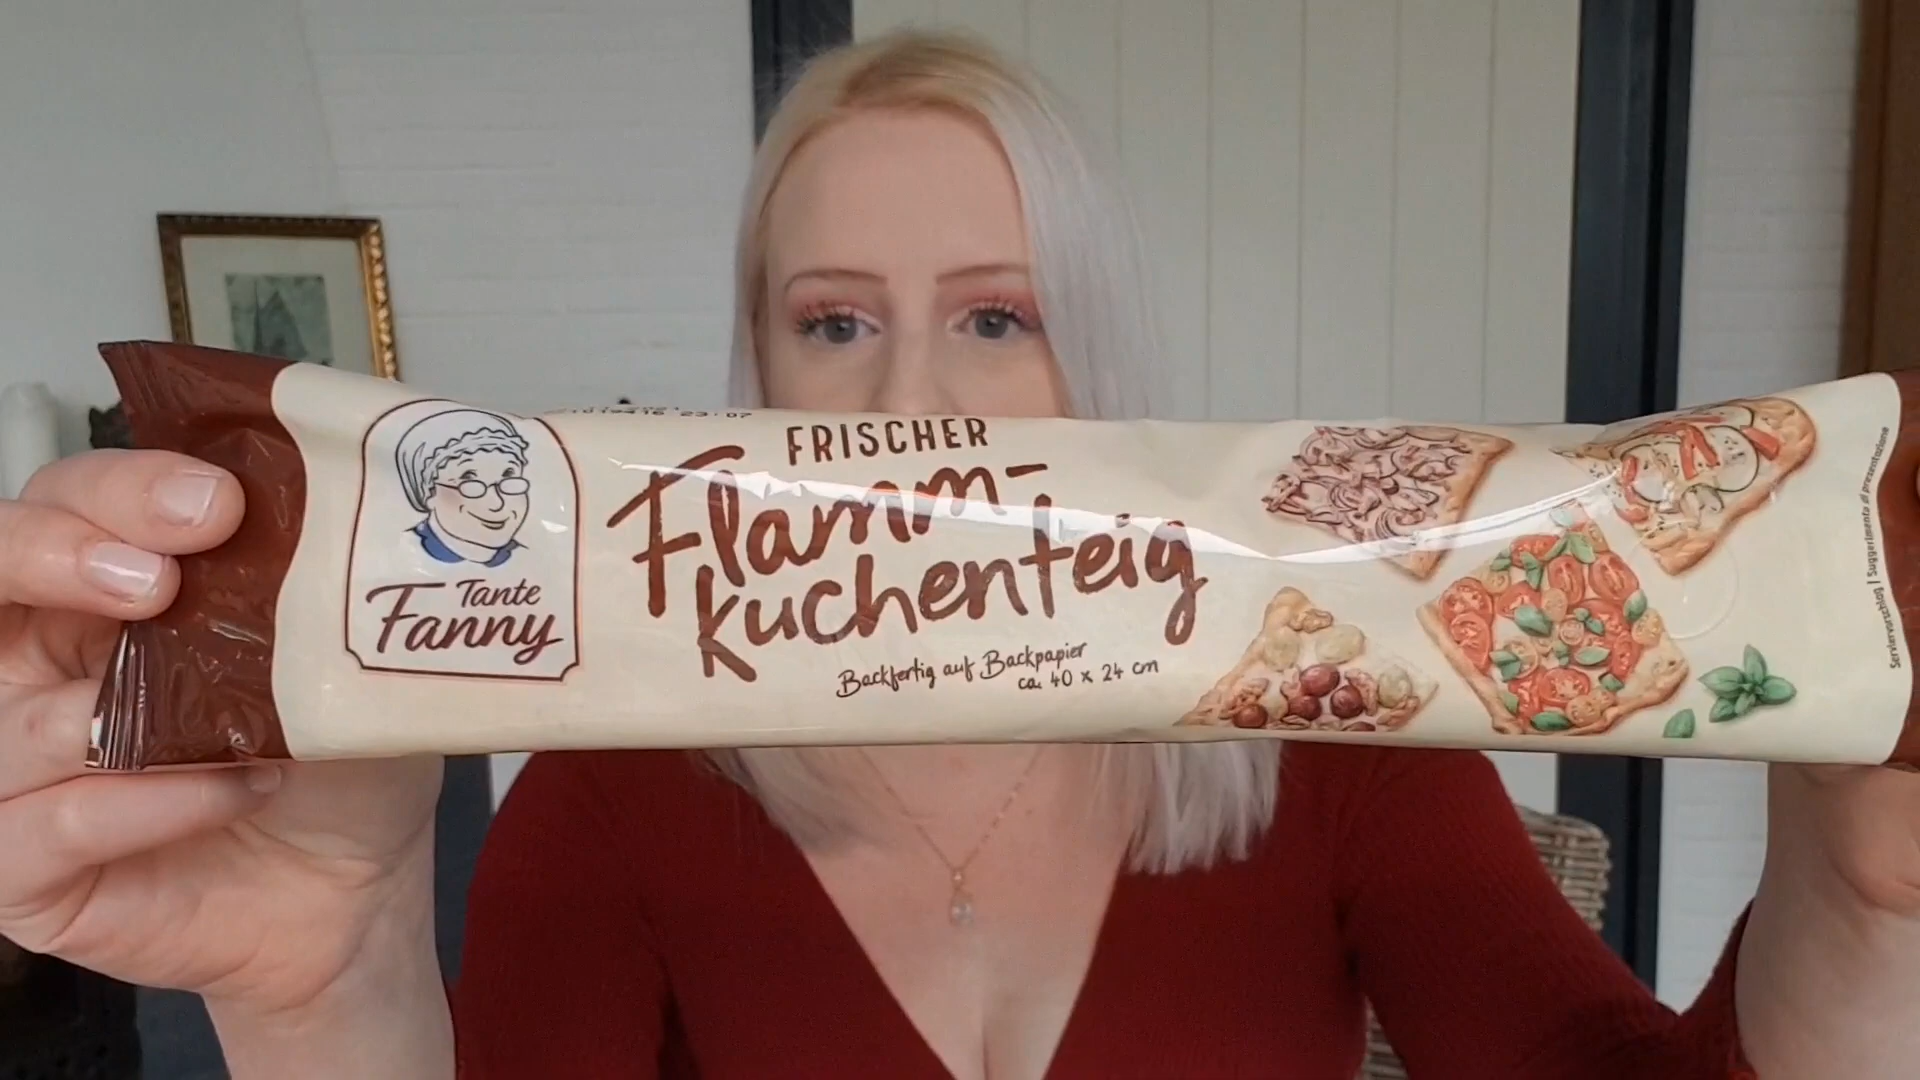 FRISCHER
Flamm-
kuchenteig
Backfertig auf Backpapier
ca. 40 x 24 cm
Tante
Fanny
Serviervorschlag | Suggerimento di presentazione